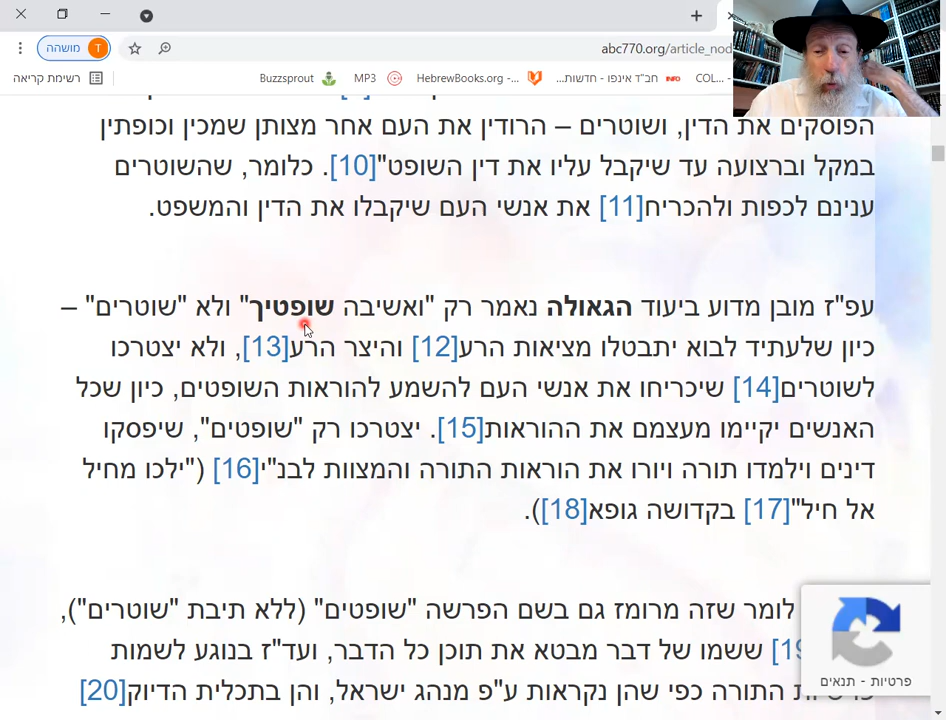 מושהה
T
abc770.org/article_nod
רשימת קריאה
Buzzsprout
MP3
HebrewBooks.org -...
חב"ד אינפו - חדשות...
INFO
COL...
הפוסקים את הדין, ושוטרים – הרודין את העם אחר מצותן שמכין וכופתין
במקל וברצועה עד שיקבל עליו את דין השופט"[10]. כלומר, שהשוטרים
ענינם לכפות ולהכריח[11] את אנשי העם שיקבלו את הדין והמשפט.
עפ"ז מובן מדוע ביעוד הגאולה נאמר רק "ואשיבה שופטיך" ולא "שוטרים" –
כיון שלעתיד לבוא יתבטלו מציאות הרע[12] והיצר הרע[13], ולא יצטרכו
לשוטרים[14] שיכריחו את אנשי העם להשמע להוראות השופטים, כיון שכל
האנשים יקיימו מעצמם את ההוראות[15]. יצטרכו רק "שופטים", שיפסקו
דינים וילמדו תורה ויורו את הוראות התורה והמצוות לבנ"י[16] ("ילכו מחיל
אל חיל"[17] בקדושה גופא[18]).
לומר שזה מרומז גם בשם הפרשה "שופטים" (ללא תיבת "שוטרים"),
ששמו של דבר מבטא את תוכן כל הדבר, ועד"ז בנוגע לשמות
התורה כפי שהן נקראות ע"פ מנהג ישראל, והן בתכלית הדיוק[20]
פרטיות - תנאים